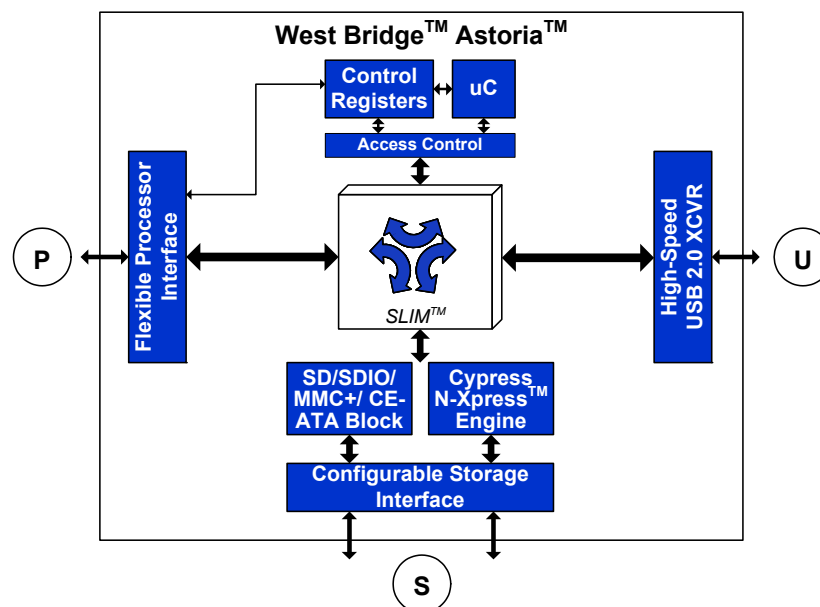 West Bridge™ Astoria™
Control
Registers
uC
Access Control
Flexible Processor
Interface
P
SLIM™
High-Speed
USB 2.0 XCVR
U
SD/SDIO/
MMC+/ CE-
ATA Block
Cypress
N-Xpress™
Engine
Configurable Storage
Interface
S